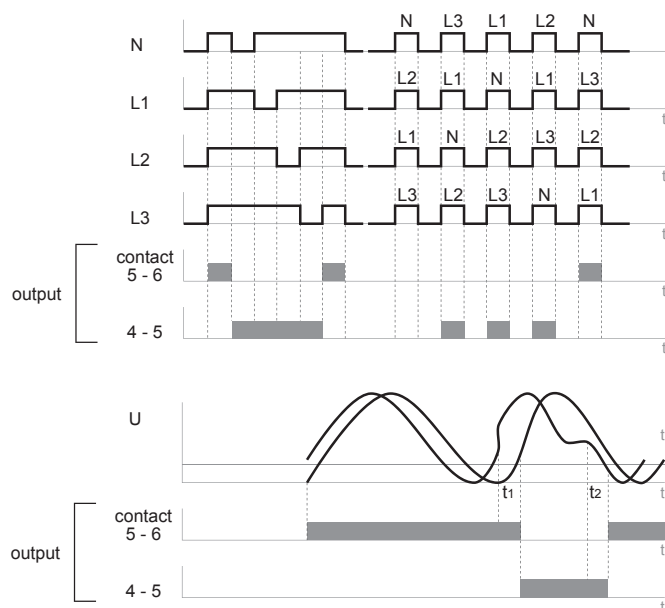 N L3 L1 L2 N
N
L2 L1 N L1 L3
L1
t
L1 N L2 L3 L2
L2
t
L3 L2 L3 N L1
L3
t
contact
5 - 6
t
output
4 - 5
t
U
t
t1 t2
t
contact
5 - 6
t
output
4 - 5
t